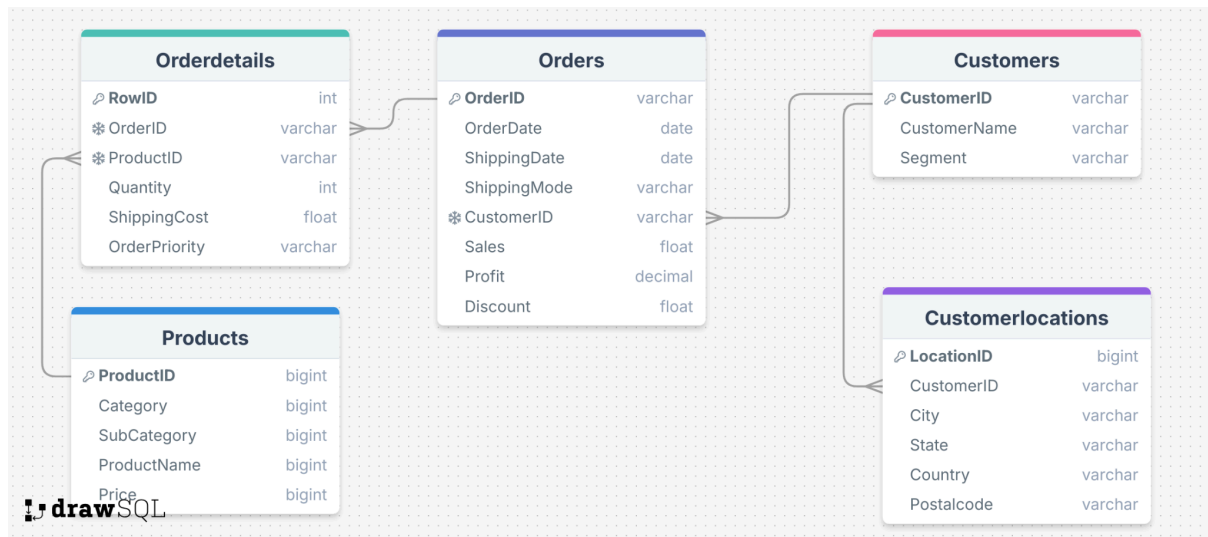 Orderdetails
RowID int
OrderID varchar
ProductID varchar
Quantity int
ShippingCost float
OrderPriority varchar
Orders
OrderID varchar
OrderDate date
ShippingDate date
ShippingMode varchar
CustomerID varchar
Sales float
Profit decimal
Discount float
Customers
CustomerID varchar
CustomerName varchar
Segment varchar
Products
ProductID bigint
Category bigint
SubCategory bigint
ProductName bigint
Price bigint
Customerlocations
LocationID bigint
CustomerID varchar
City varchar
State varchar
Country varchar
Postalcode varchar
drawSQL